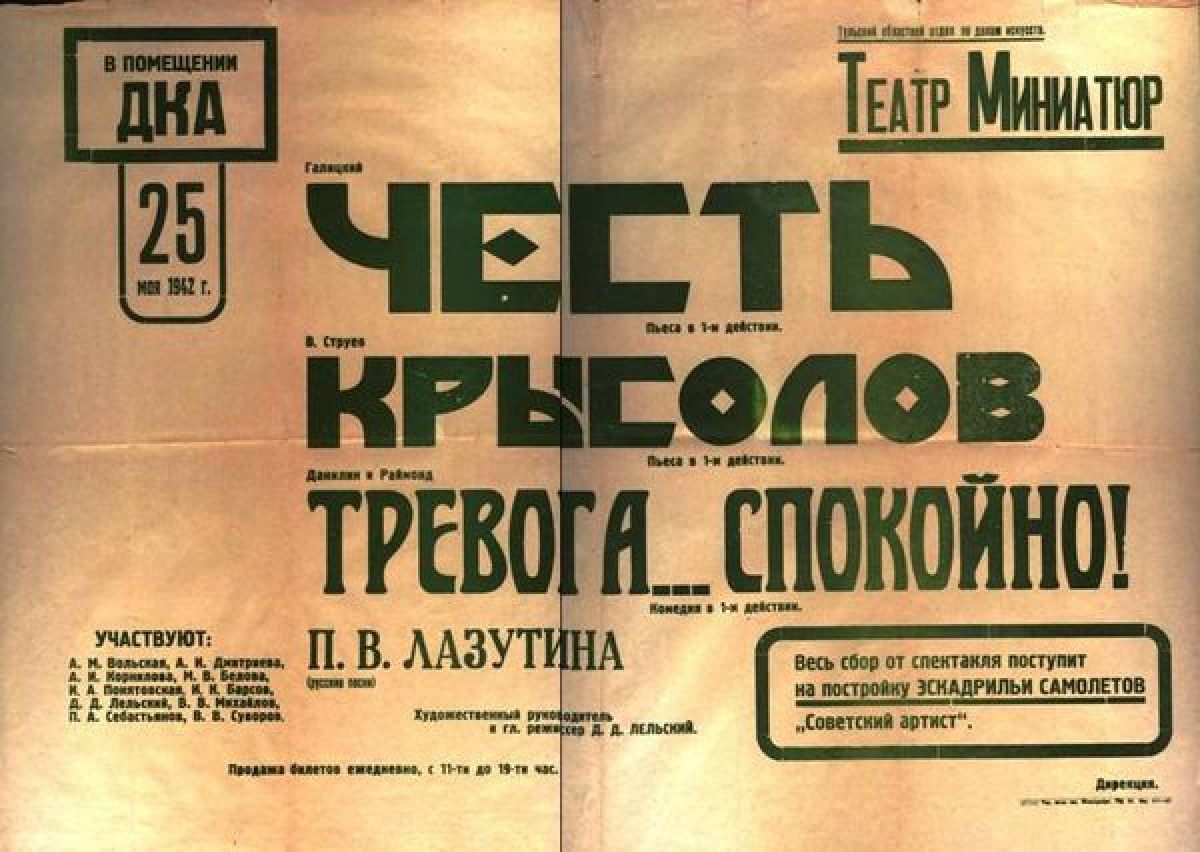 В ПОМЕЩЕНИИ
ДКА
25
мая 1942 г.
Тульский областной отдел по делам искусств.
ТЕАТР МИНИАТЮР
Галицкий
ЧЕСТЬ
Пьеса в 1-м действии.
В. Струев
КРЫСОЛОВ
Пьеса в 1-м действии.
Данилин и Раймонд
ТРЕВОГА... СПОКОЙНО!
Комедия в 1-м действии.
УЧАСТВУЮТ:
А. М. Вольская, А. И. Дмитриева,
А. И. Корнилова, М. В. Белова,
И. А. Понятовская, И. К. Барсов,
Д. Д. Лельский, В. В. Михайлов,
П. А. Себастьянов, В. В. Суворов.
П. В. ЛАЗУТИНА
(русские песни)
Художественный руководитель
и гл. режиссер Д. Д. ЛЕЛЬСКИЙ.
Продажа билетов ежедневно, с 11-ти до 19-ти час.
Весь сбор от спектакля поступит
на постройку ЭСКАДРИЛЬИ САМОЛЕТОВ
„Советский артист“.
Дирекция.